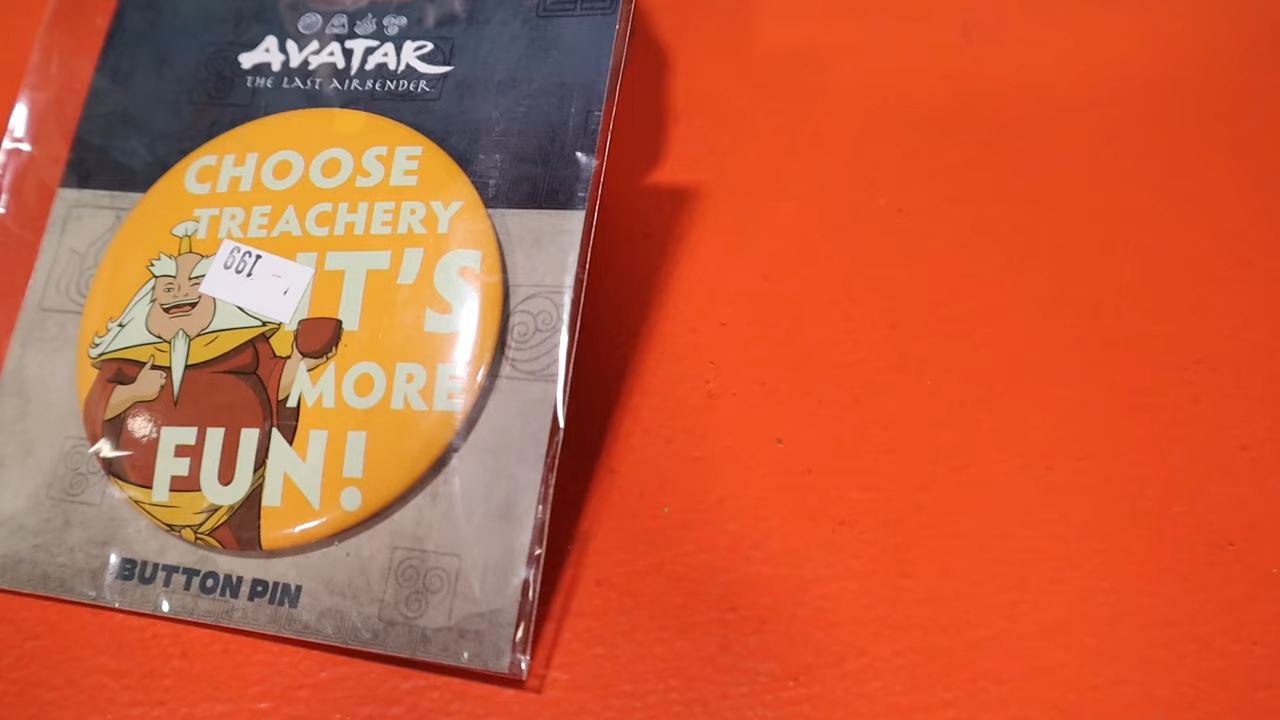 AVATAR
THE LAST AIRBENDER
CHOOSE
TREACHERY
IT'S
MORE
FUN!
199
BUTTON PIN